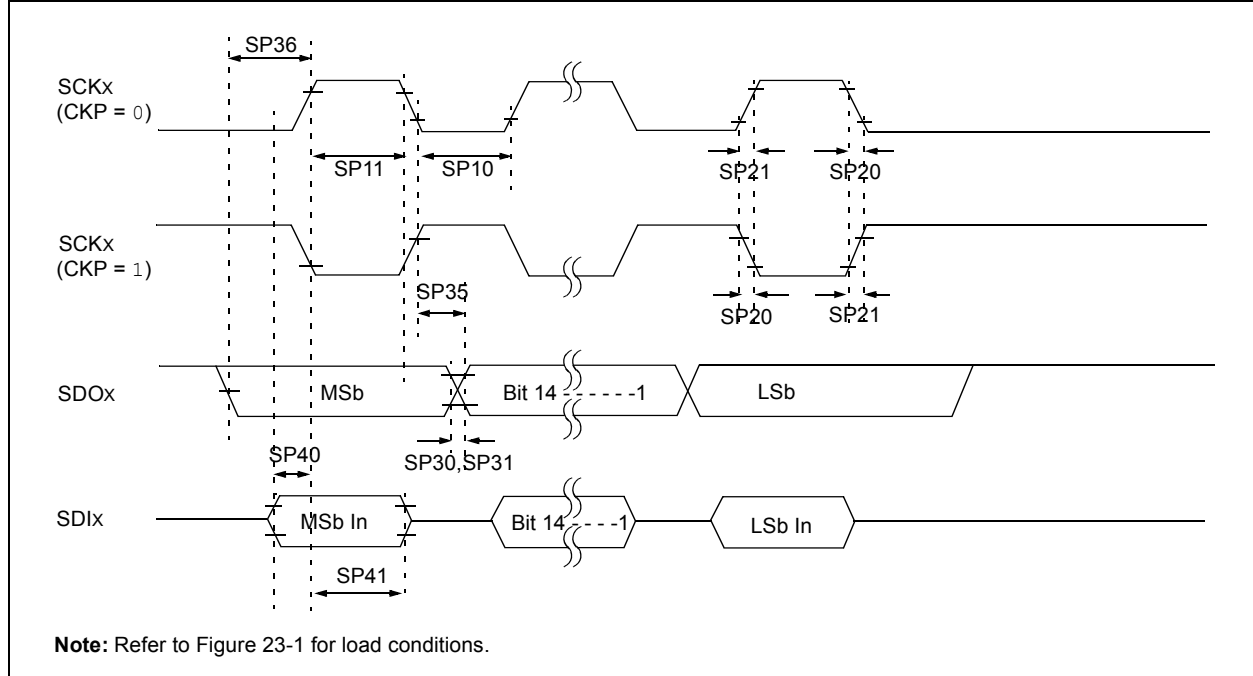 SP36
SCKx
(CKP = 0)
SP11
SP10
SP21
SP20
SCKx
(CKP = 1)
SP35
SP20
SP21
SDOx
MSb
Bit 14 - - - - - -1
LSb
SP40
SP30,SP31
SDIx
MSb In
Bit 14 - - - -1
LSb In
SP41
Note: Refer to Figure 23-1 for load conditions.